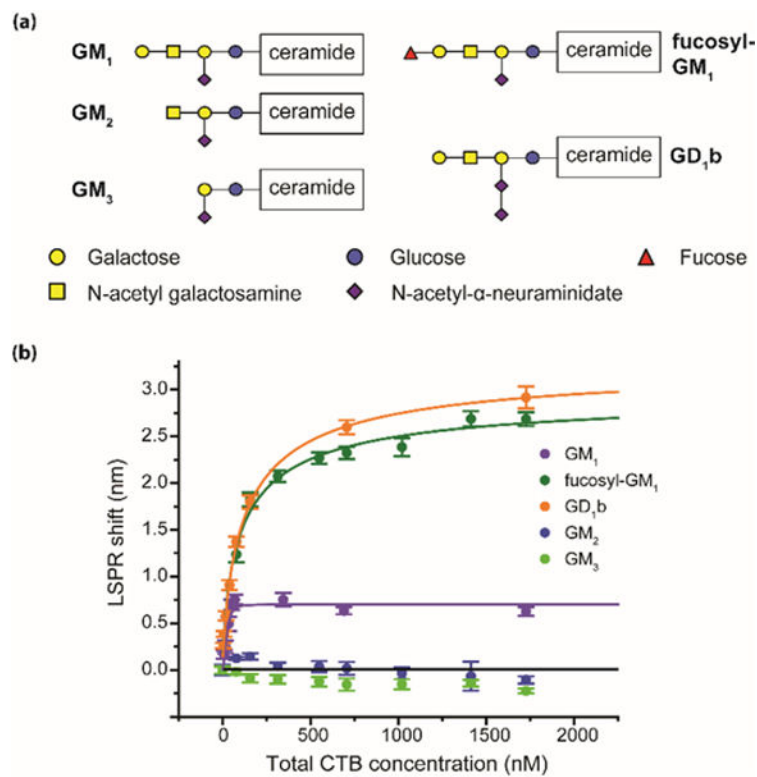 (a)
GM1 ceramide
GM2 ceramide
GM3 ceramide
ceramide fucosyl-
GM1
ceramide GD1b
Galactose Glucose Fucose
N-acetyl galactosamine N-acetyl-α-neuraminidate
(b)
LSPR shift (nm)
3.0
2.5
2.0
1.5
1.0
0.5
0.0
GM1
fucosyl-GM1
GD1b
GM2
GM3
0 500 1000 1500 2000
Total CTB concentration (nM)